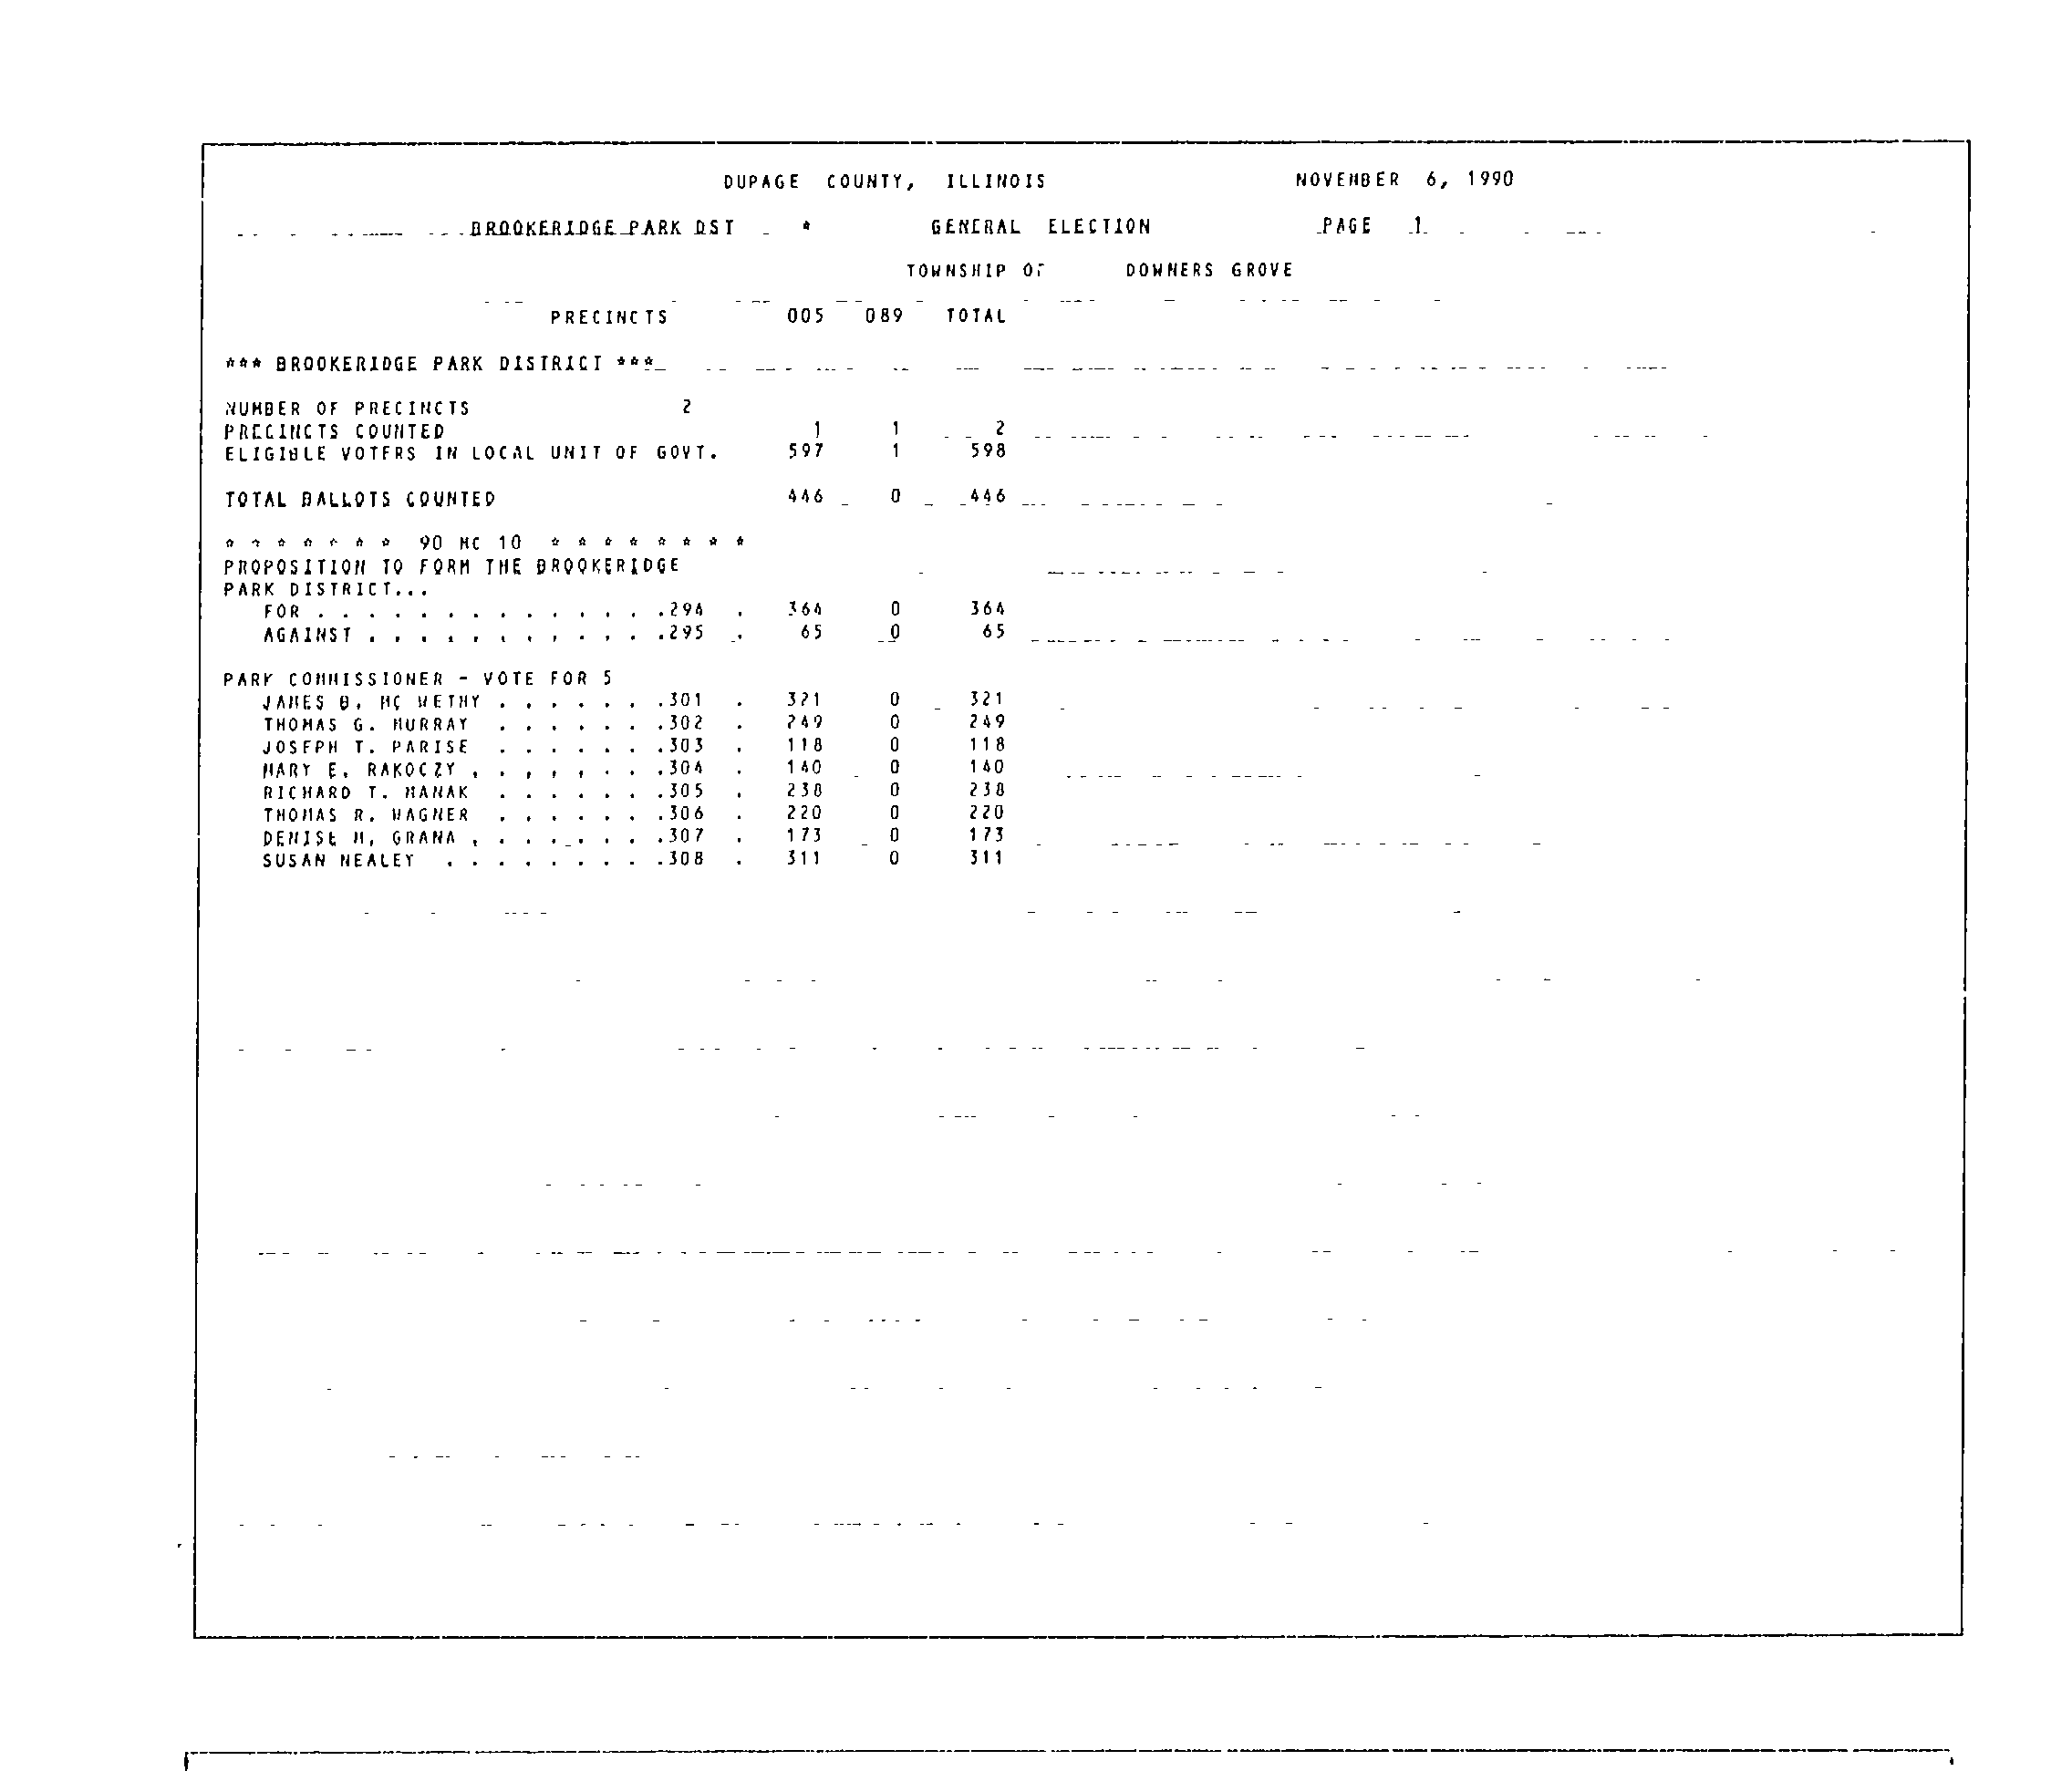 DUPAGE COUNTY, ILLINOIS NOVEMBER 6, 1990
BROOKERIDGE PARK DST * GENERAL ELECTION PAGE 1
TOWNSHIP OF DOWNERS GROVE
PRECINCTS 005 089 TOTAL
*** BROOKERIDGE PARK DISTRICT ***
NUMBER OF PRECINCTS 2
PRECINCTS COUNTED 1 1 2
ELIGIBLE VOTERS IN LOCAL UNIT OF GOVT. 597 1 598
TOTAL BALLOTS COUNTED 446 0 446
* * * * * * * 90 MC 10 * * * * * * * *
PROPOSITION TO FORM THE BROOKERIDGE
PARK DISTRICT...
FOR . . . . . . . . . . . . . .294 . 364 0 364
AGAINST . . . . . . . . . . . .295 . 65 0 65
PARK COMMISSIONER - VOTE FOR 5
JAMES B. MC WETHY . . . . . . .301 . 321 0 321
THOMAS G. MURRAY . . . . . . .302 . 249 0 249
JOSEPH T. PARISE . . . . . . .303 . 118 0 118
MARY E. RAKOCZY . . . . . . . .304 . 140 0 140
RICHARD T. HANAK . . . . . . .305 . 238 0 238
THOMAS R. WAGNER . . . . . . .306 . 220 0 220
DENISE M. GRANA . . . . . . . .307 . 173 0 173
SUSAN NEALEY . . . . . . . . .308 . 311 0 311